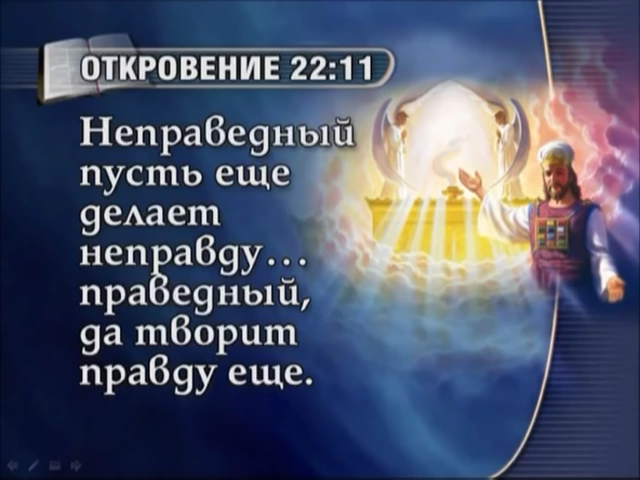 ОТКРОВЕНИЕ 22:11
Неправедный
пусть еще
делает
неправду...
праведный,
да творит
правду еще.